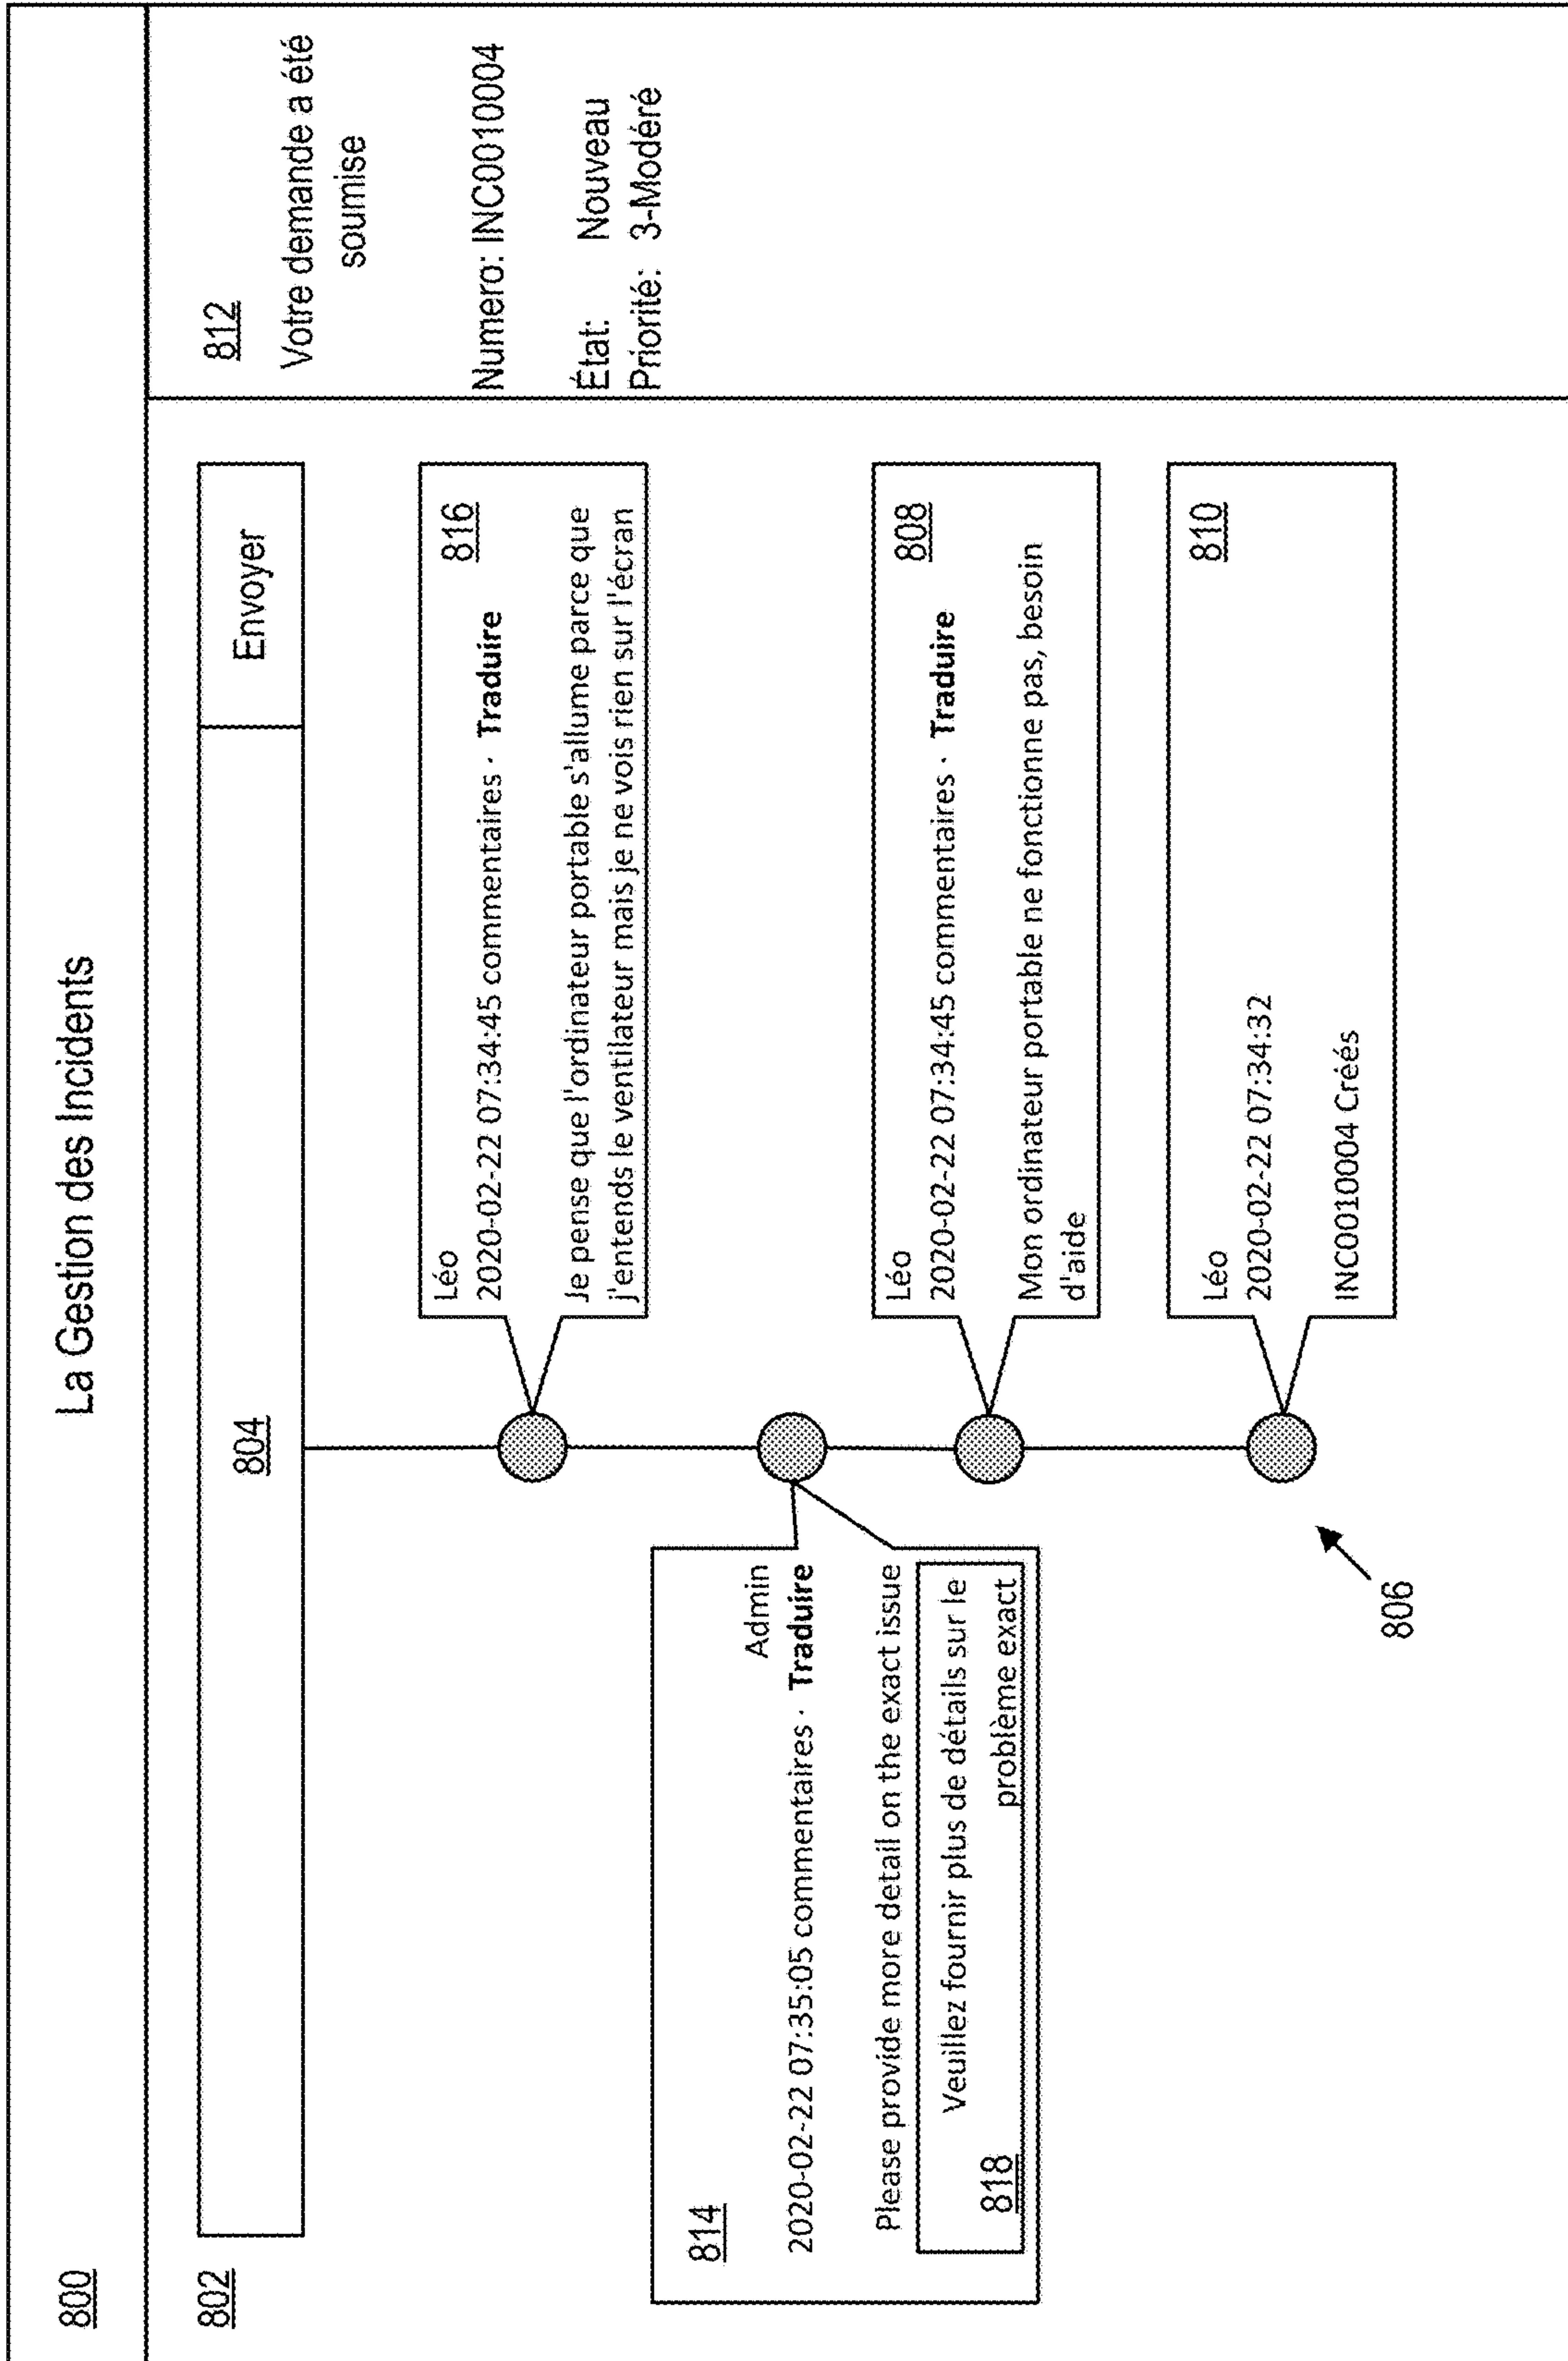 800
La Gestion des Incidents
802
804
Envoyer
812
Votre demande a été
soumise
Numero: INC0010004
État: Nouveau
Priorité: 3-Modéré
Léo
816
2020-02-22 07:34:45 commentaires · Traduire
Je pense que l'ordinateur portable s'allume parce que
j'entends le ventilateur mais je ne vois rien sur l'écran
814
Admin
2020-02-22 07:35:05 commentaires · Traduire
Please provide more detail on the exact issue
Veuillez fournir plus de détails sur le
problème exact
818
Léo
808
2020-02-22 07:34:45 commentaires · Traduire
Mon ordinateur portable ne fonctionne pas, besoin
d'aide
Léo
810
2020-02-22 07:34:32
INC0010004 Créés
806